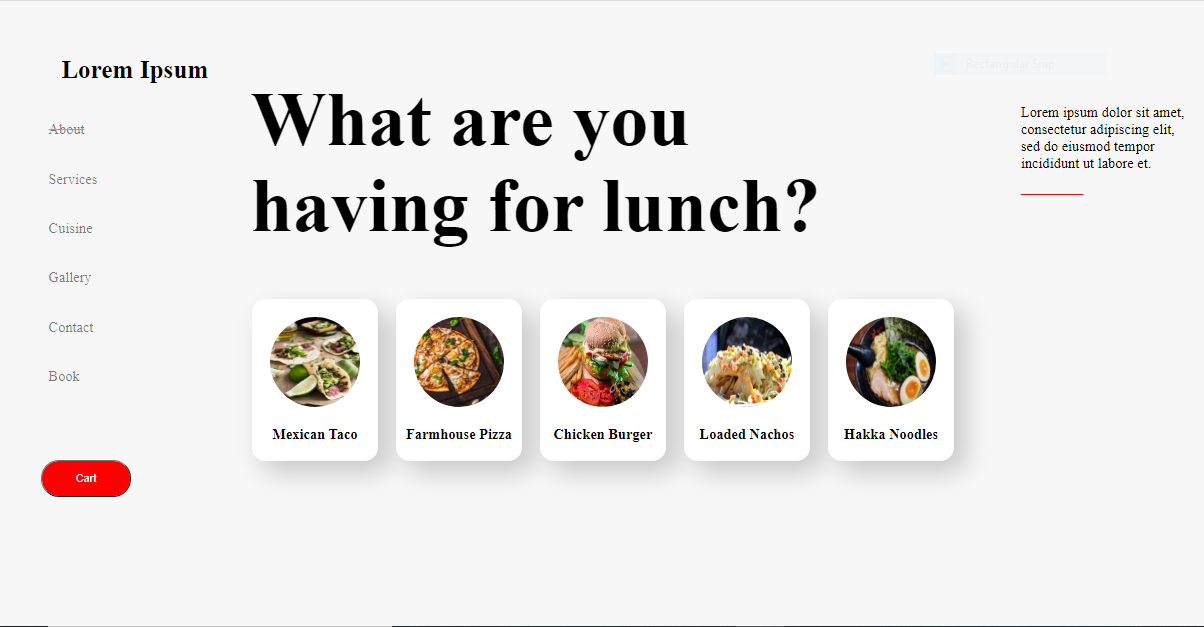 Lorem Ipsum
Rectangular Snip
What are you
having for lunch?
Lorem ipsum dolor sit amet,
consectetur adipiscing elit,
sed do eiusmod tempor
incididunt ut labore et.
About
Services
Cuisine
Gallery
Contact
Book
Mexican Taco
Farmhouse Pizza
Chicken Burger
Loaded Nachos
Hakka Noodles
Cart